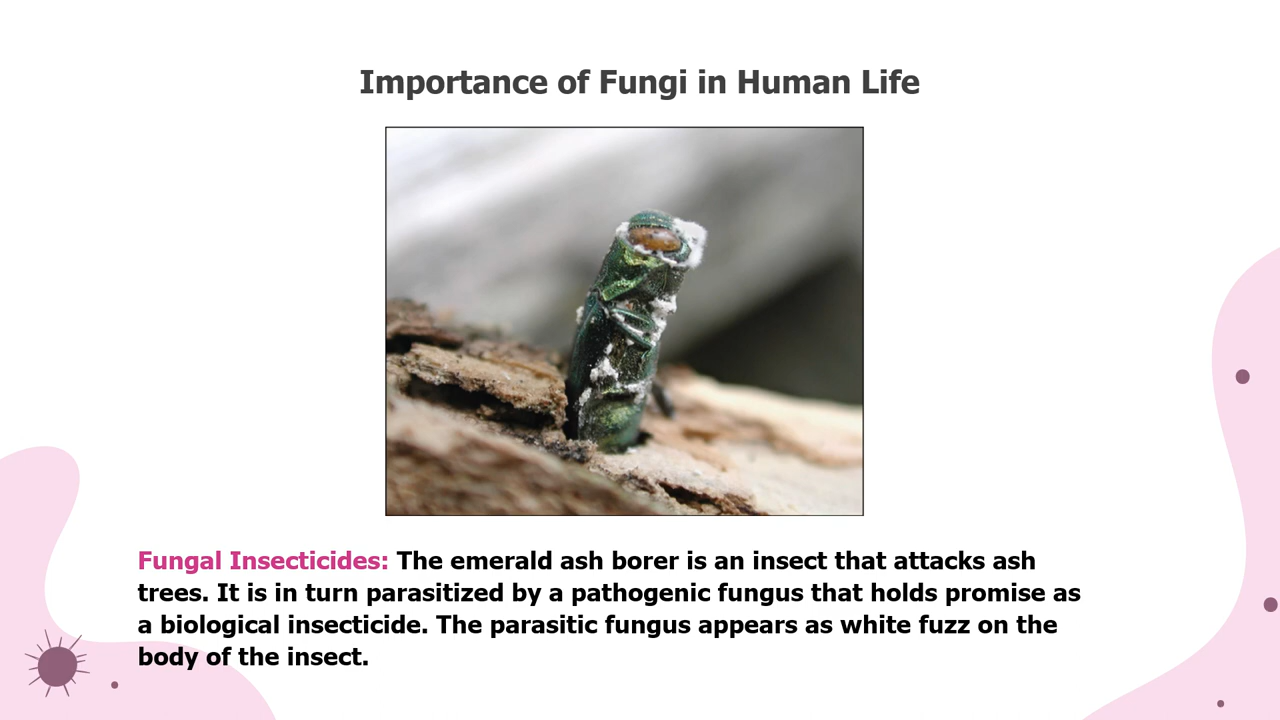 Importance of Fungi in Human Life
Fungal Insecticides: The emerald ash borer is an insect that attacks ash
trees. It is in turn parasitized by a pathogenic fungus that holds promise as
a biological insecticide. The parasitic fungus appears as white fuzz on the
body of the insect.